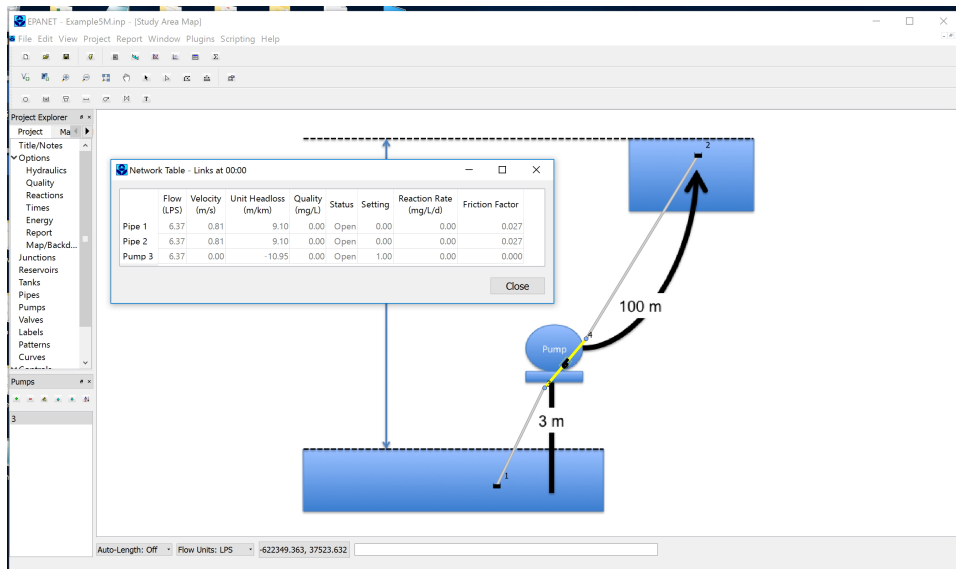 EPANET - Example5M.inp - [Study Area Map]
File Edit View Project Report Window Plugins Scripting Help
Project Explorer
Project Ma
Title/Notes
Options
Hydraulics
Quality
Reactions
Times
Energy
Report
Map/Backd...
Junctions
Reservoirs
Tanks
Pipes
Pumps
Valves
Labels
Patterns
Curves
Pumps
3
Network Table - Links at 00:00
Flow (LPS) Velocity (m/s) Unit Headloss (m/km) Quality (mg/L) Status Setting Reaction Rate (mg/L/d) Friction Factor
Pipe 1 6.37 0.81 9.10 0.00 Open 0.00 0.00 0.027
Pipe 2 6.37 0.81 9.10 0.00 Open 0.00 0.00 0.027
Pump 3 6.37 0.00 -10.95 0.00 Open 1.00 0.00 0.000
Close
2
100 m
4
Pump
3 m
1
Auto-Length: Off Flow Units: LPS -622349.363, 37523.632